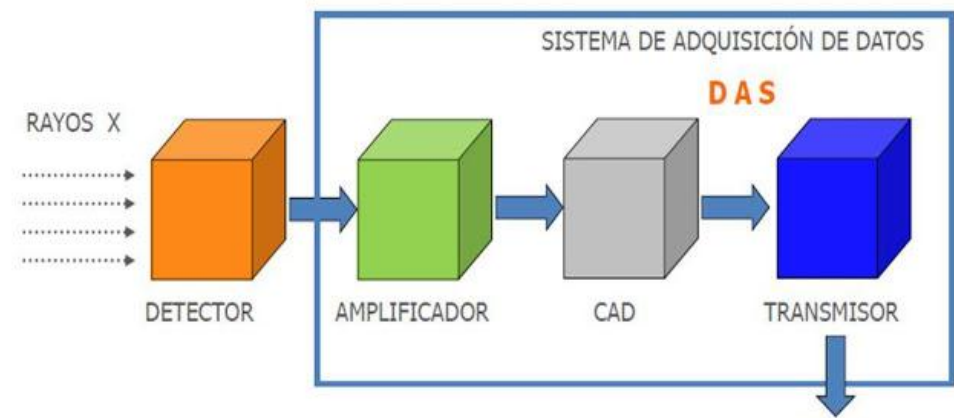 SISTEMA DE ADQUISICIÓN DE DATOS
DAS
RAYOS X
DETECTOR
AMPLIFICADOR
CAD
TRANSMISOR